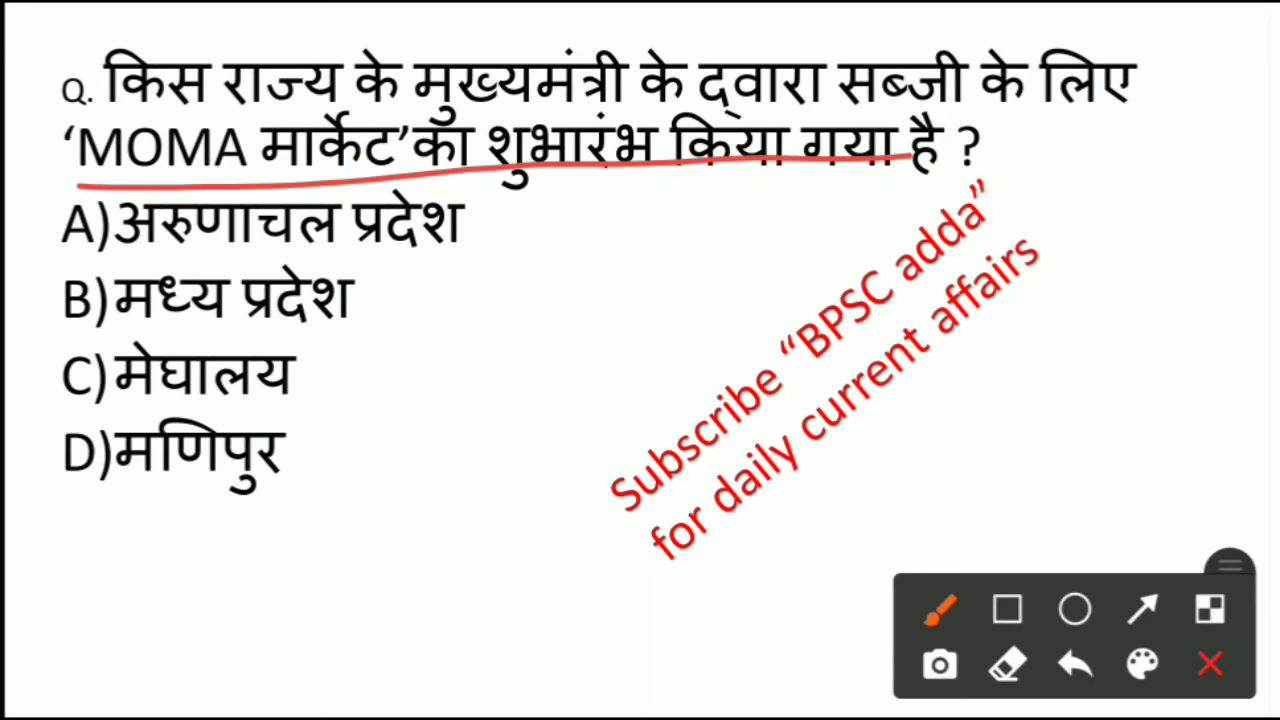 Q. किस राज्य के मुख्यमंत्री के द्वारा सब्जी के लिए
‘MOMA मार्केट’का शुभारंभ किया गया है ?
A)अरुणाचल प्रदेश
B)मध्य प्रदेश
C)मेघालय
D)मणिपुर
Subscribe “BPSC adda”
for daily current affairs